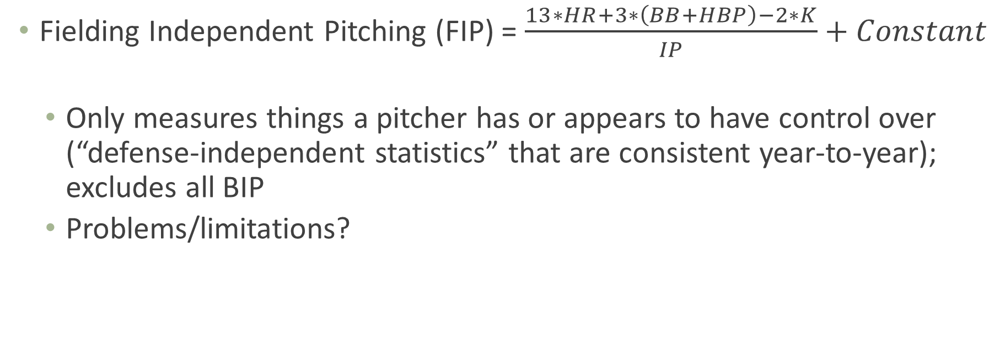 • Fielding Independent Pitching (FIP) = \frac{13*HR+3*(BB+HBP)-2*K}{IP} + Constant
• Only measures things a pitcher has or appears to have control over
(“defense-independent statistics” that are consistent year-to-year);
excludes all BIP
• Problems/limitations?